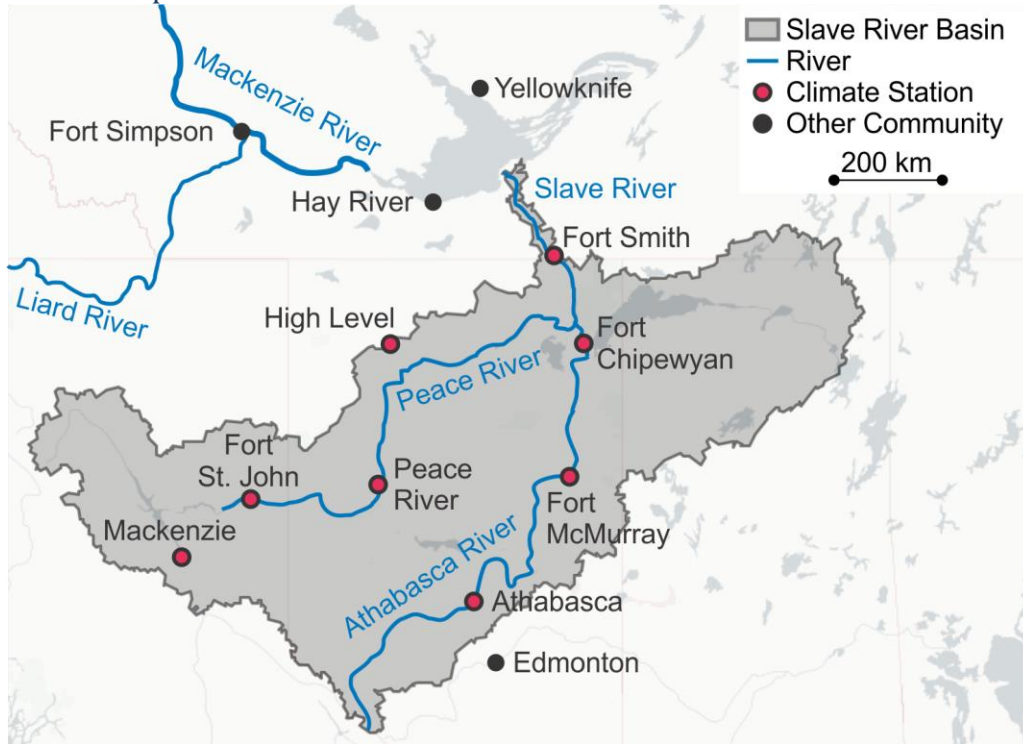 Slave River Basin
River
Climate Station
Other Community
200 km
Yellowknife
Mackenzie River
Fort Simpson
Hay River
Slave River
Fort Smith
Liard River
High Level
Fort
Chipewyan
Peace River
Fort
St. John
Peace
River
Fort
McMurray
Mackenzie
Athabasca River
Athabasca
Edmonton